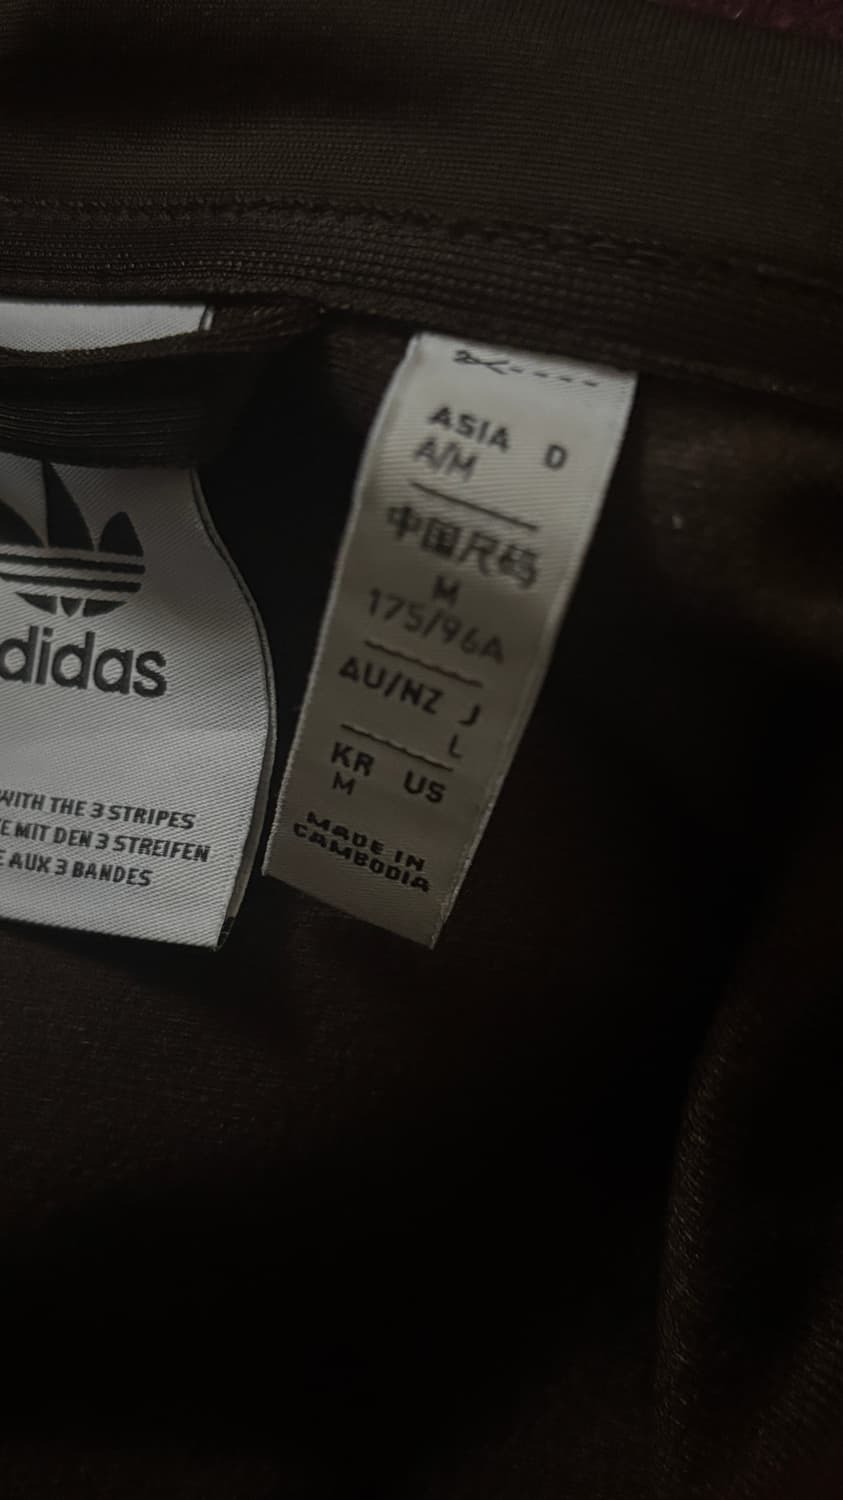 adidas
WITH THE 3 STRIPES
E MIT DEN 3 STREIFEN
E AUX 3 BANDES
ASIA D
A/M
中国尺码
M
175/96A
AU/NZ J
L
KR US
M
MADE IN
CAMBODIA